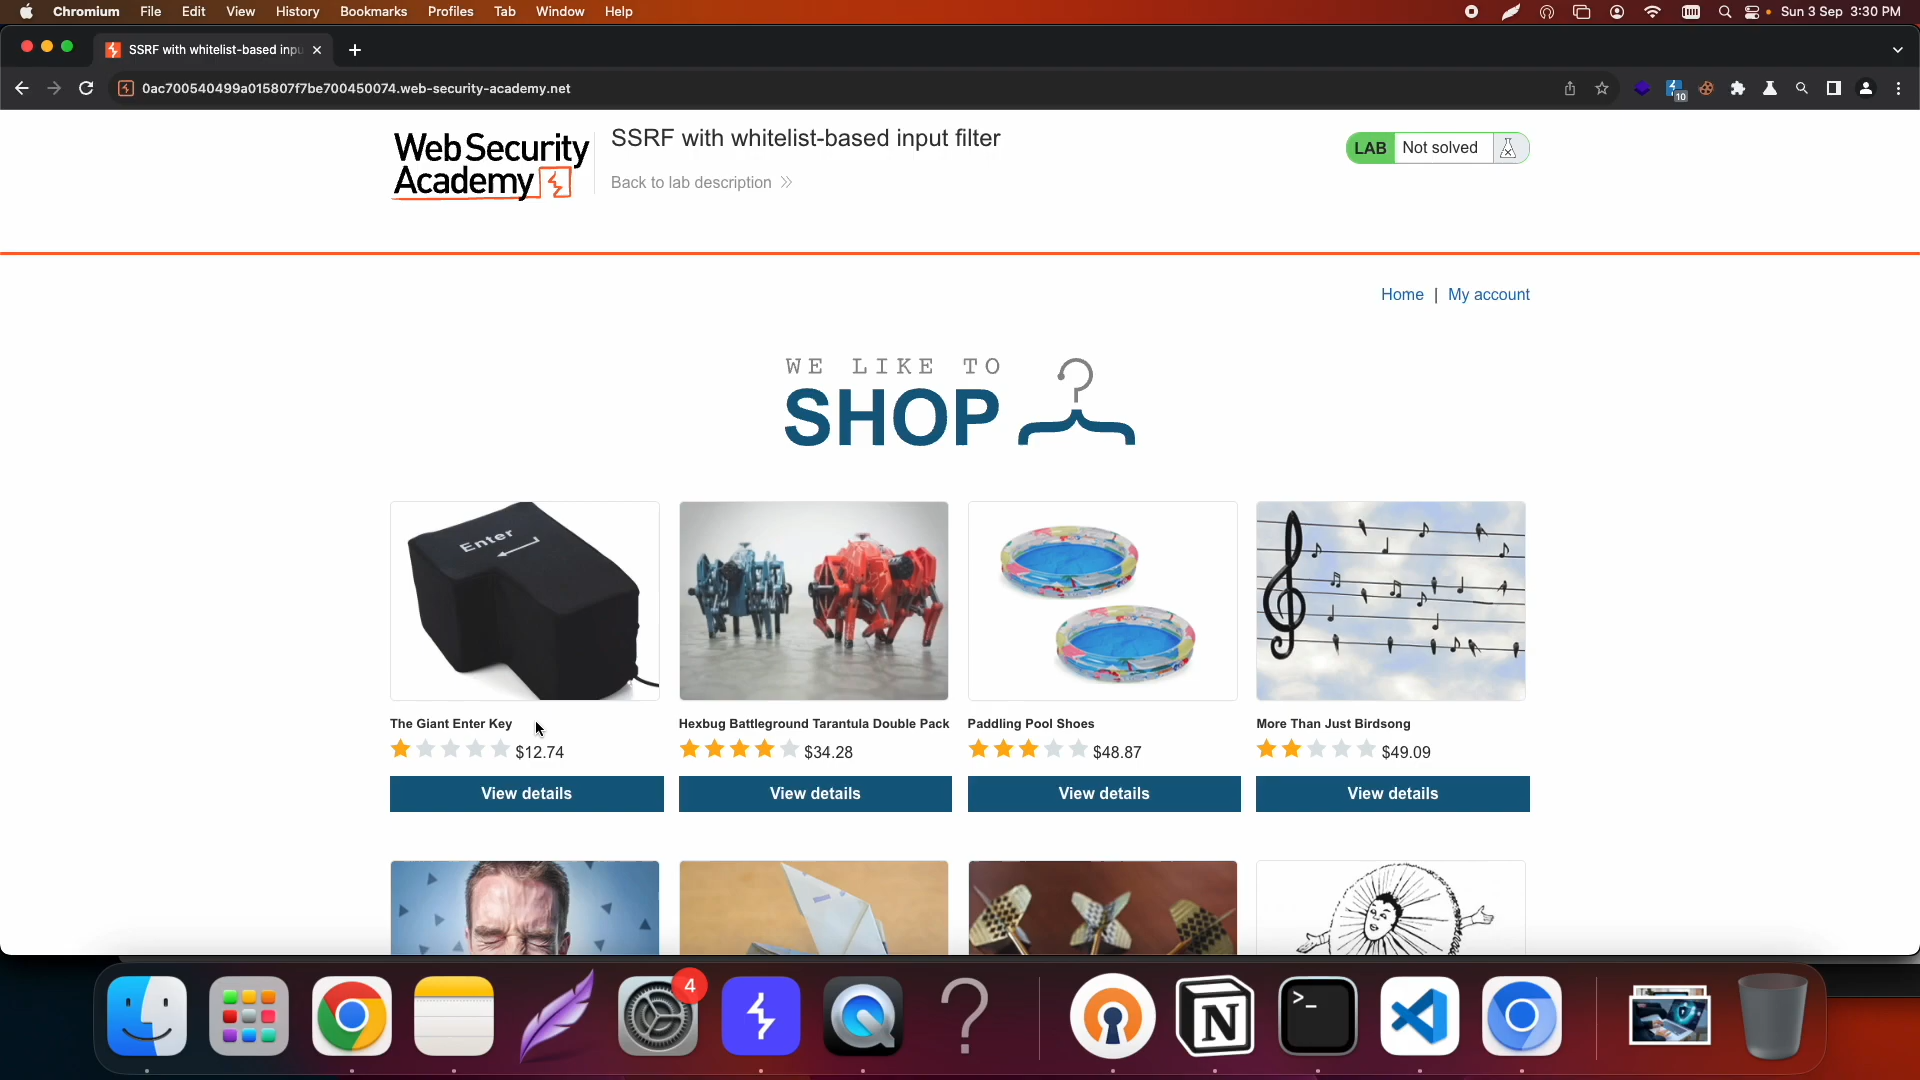 Chromium File Edit View History Bookmarks Profiles Tab Window Help Sun 3 Sep 3:30 PM
SSRF with whitelist-based inpu
0ac700540499a015807f7be700450074.web-security-academy.net
10
Web Security
Academy
SSRF with whitelist-based input filter
Back to lab description
LAB Not solved
Home | My account
WE LIKE TO
SHOP
Enter
The Giant Enter Key
$12.74
View details
Hexbug Battleground Tarantula Double Pack
$34.28
View details
Paddling Pool Shoes
$48.87
View details
More Than Just Birdsong
$49.09
View details
4